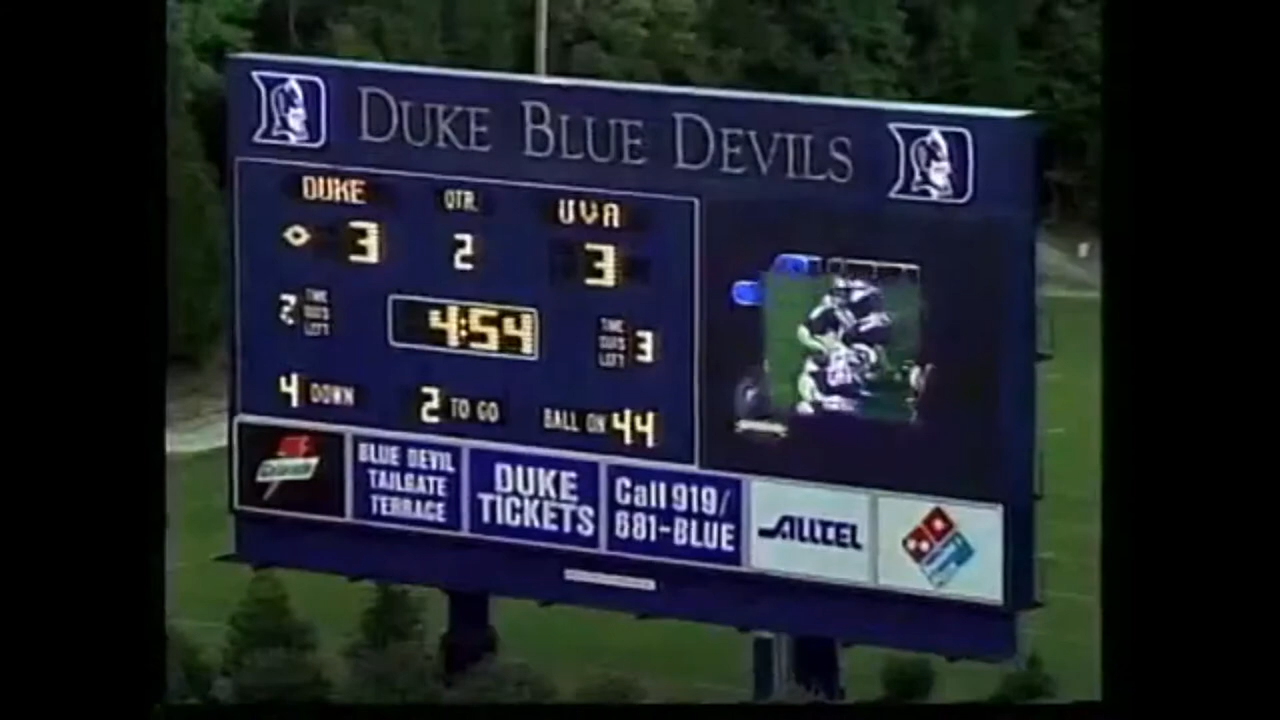 DUKE BLUE DEVILS
DUKE QTR. UVA
3 2 3
2 TIME OUTS LEFT 4:54 TIME OUTS LEFT 3
4 DOWN 2 TO GO BALL ON 44
BLUE DEVIL
TAILGATE
TERRACE
DUKE
TICKETS
Call 919/
681-BLUE
ALLTEL